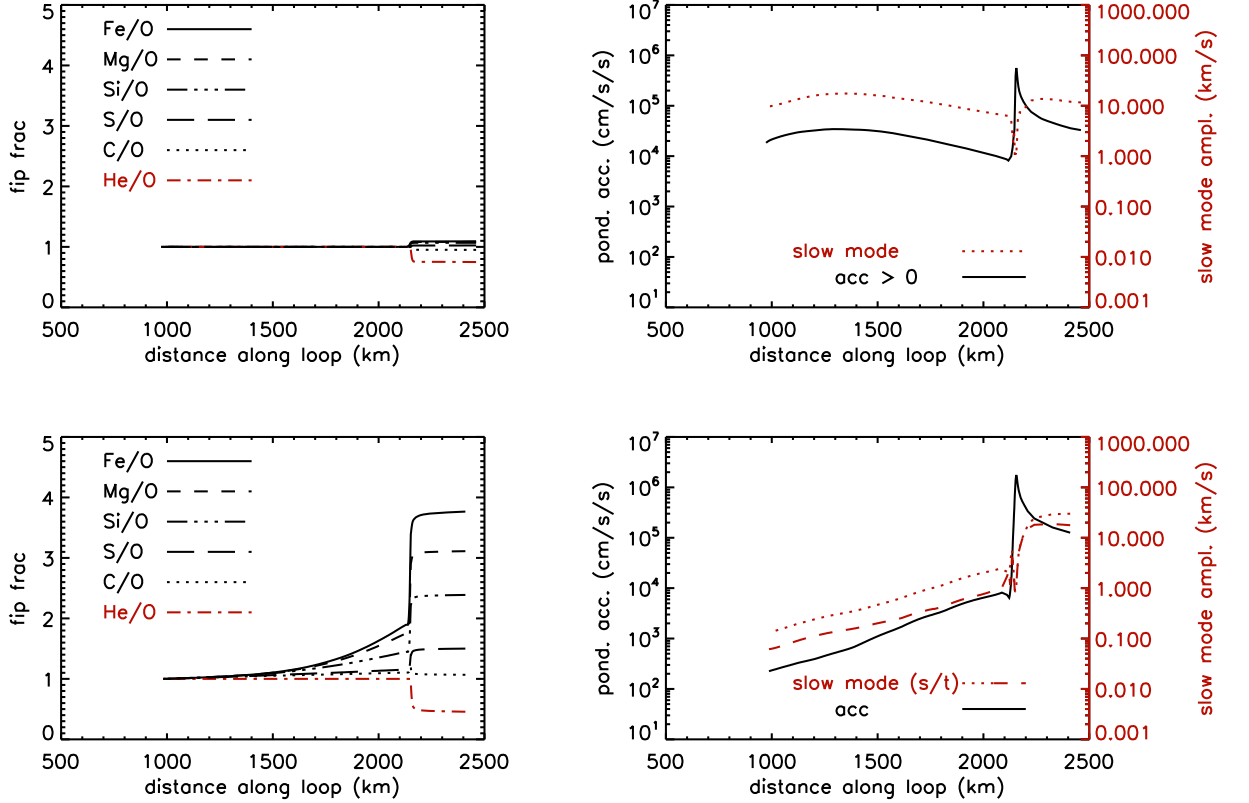 5
4
3
2
1
0
fip frac
Fe/O
Mg/O
Si/O
S/O
C/O
He/O
500 1000 1500 2000 2500
distance along loop (km)
10^7
10^6
10^5
10^4
10^3
10^2
10^1
pond. acc. (cm/s/s)
slow mode
acc > 0
1000.000
100.000
10.000
1.000
0.100
0.010
0.001
slow mode ampl. (km/s)
500 1000 1500 2000 2500
distance along loop (km)
5
4
3
2
1
0
fip frac
Fe/O
Mg/O
Si/O
S/O
C/O
He/O
500 1000 1500 2000 2500
distance along loop (km)
10^7
10^6
10^5
10^4
10^3
10^2
10^1
pond. acc. (cm/s/s)
slow mode (s/t)
acc
1000.000
100.000
10.000
1.000
0.100
0.010
0.001
slow mode ampl. (km/s)
500 1000 1500 2000 2500
distance along loop (km)